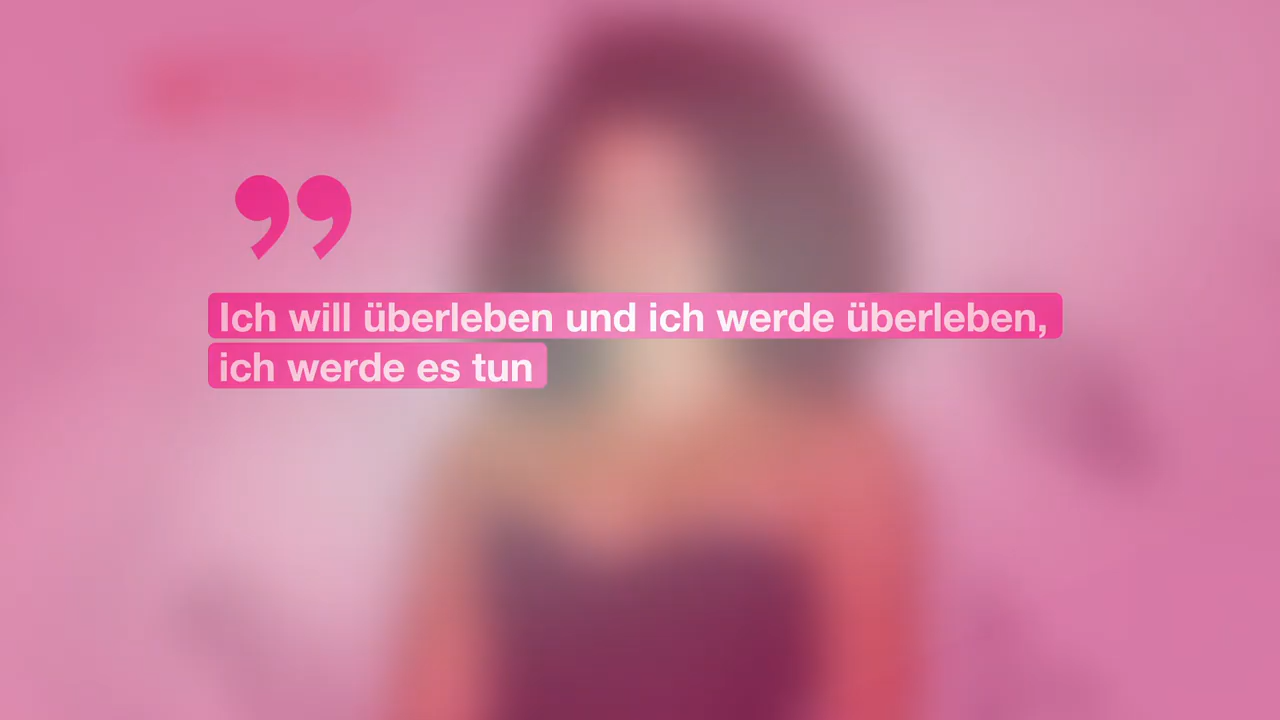 ”
Ich will überleben und ich werde überleben,
ich werde es tun